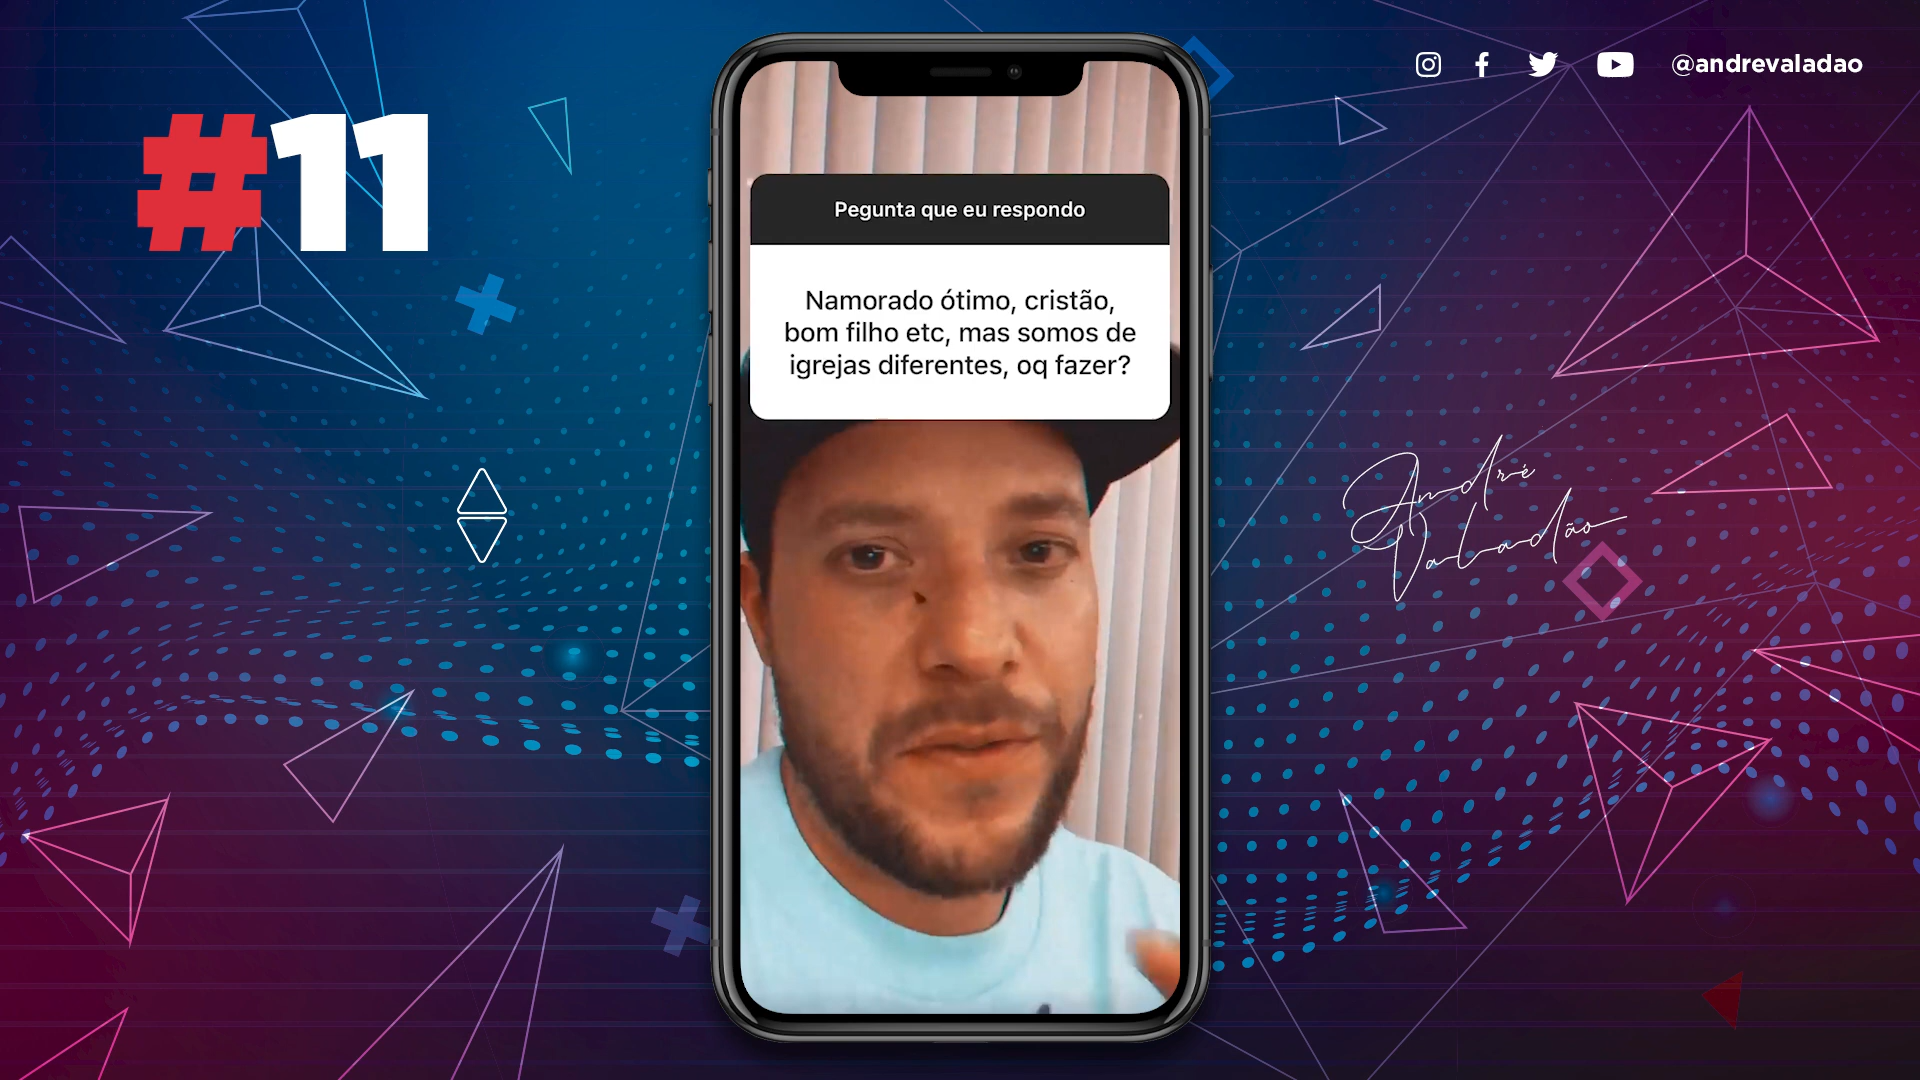 #11
@andrevaladao
Pegunta que eu respondo
Namorado ótimo, cristão,
bom filho etc, mas somos de
igrejas diferentes, oq fazer?
André
Valadão